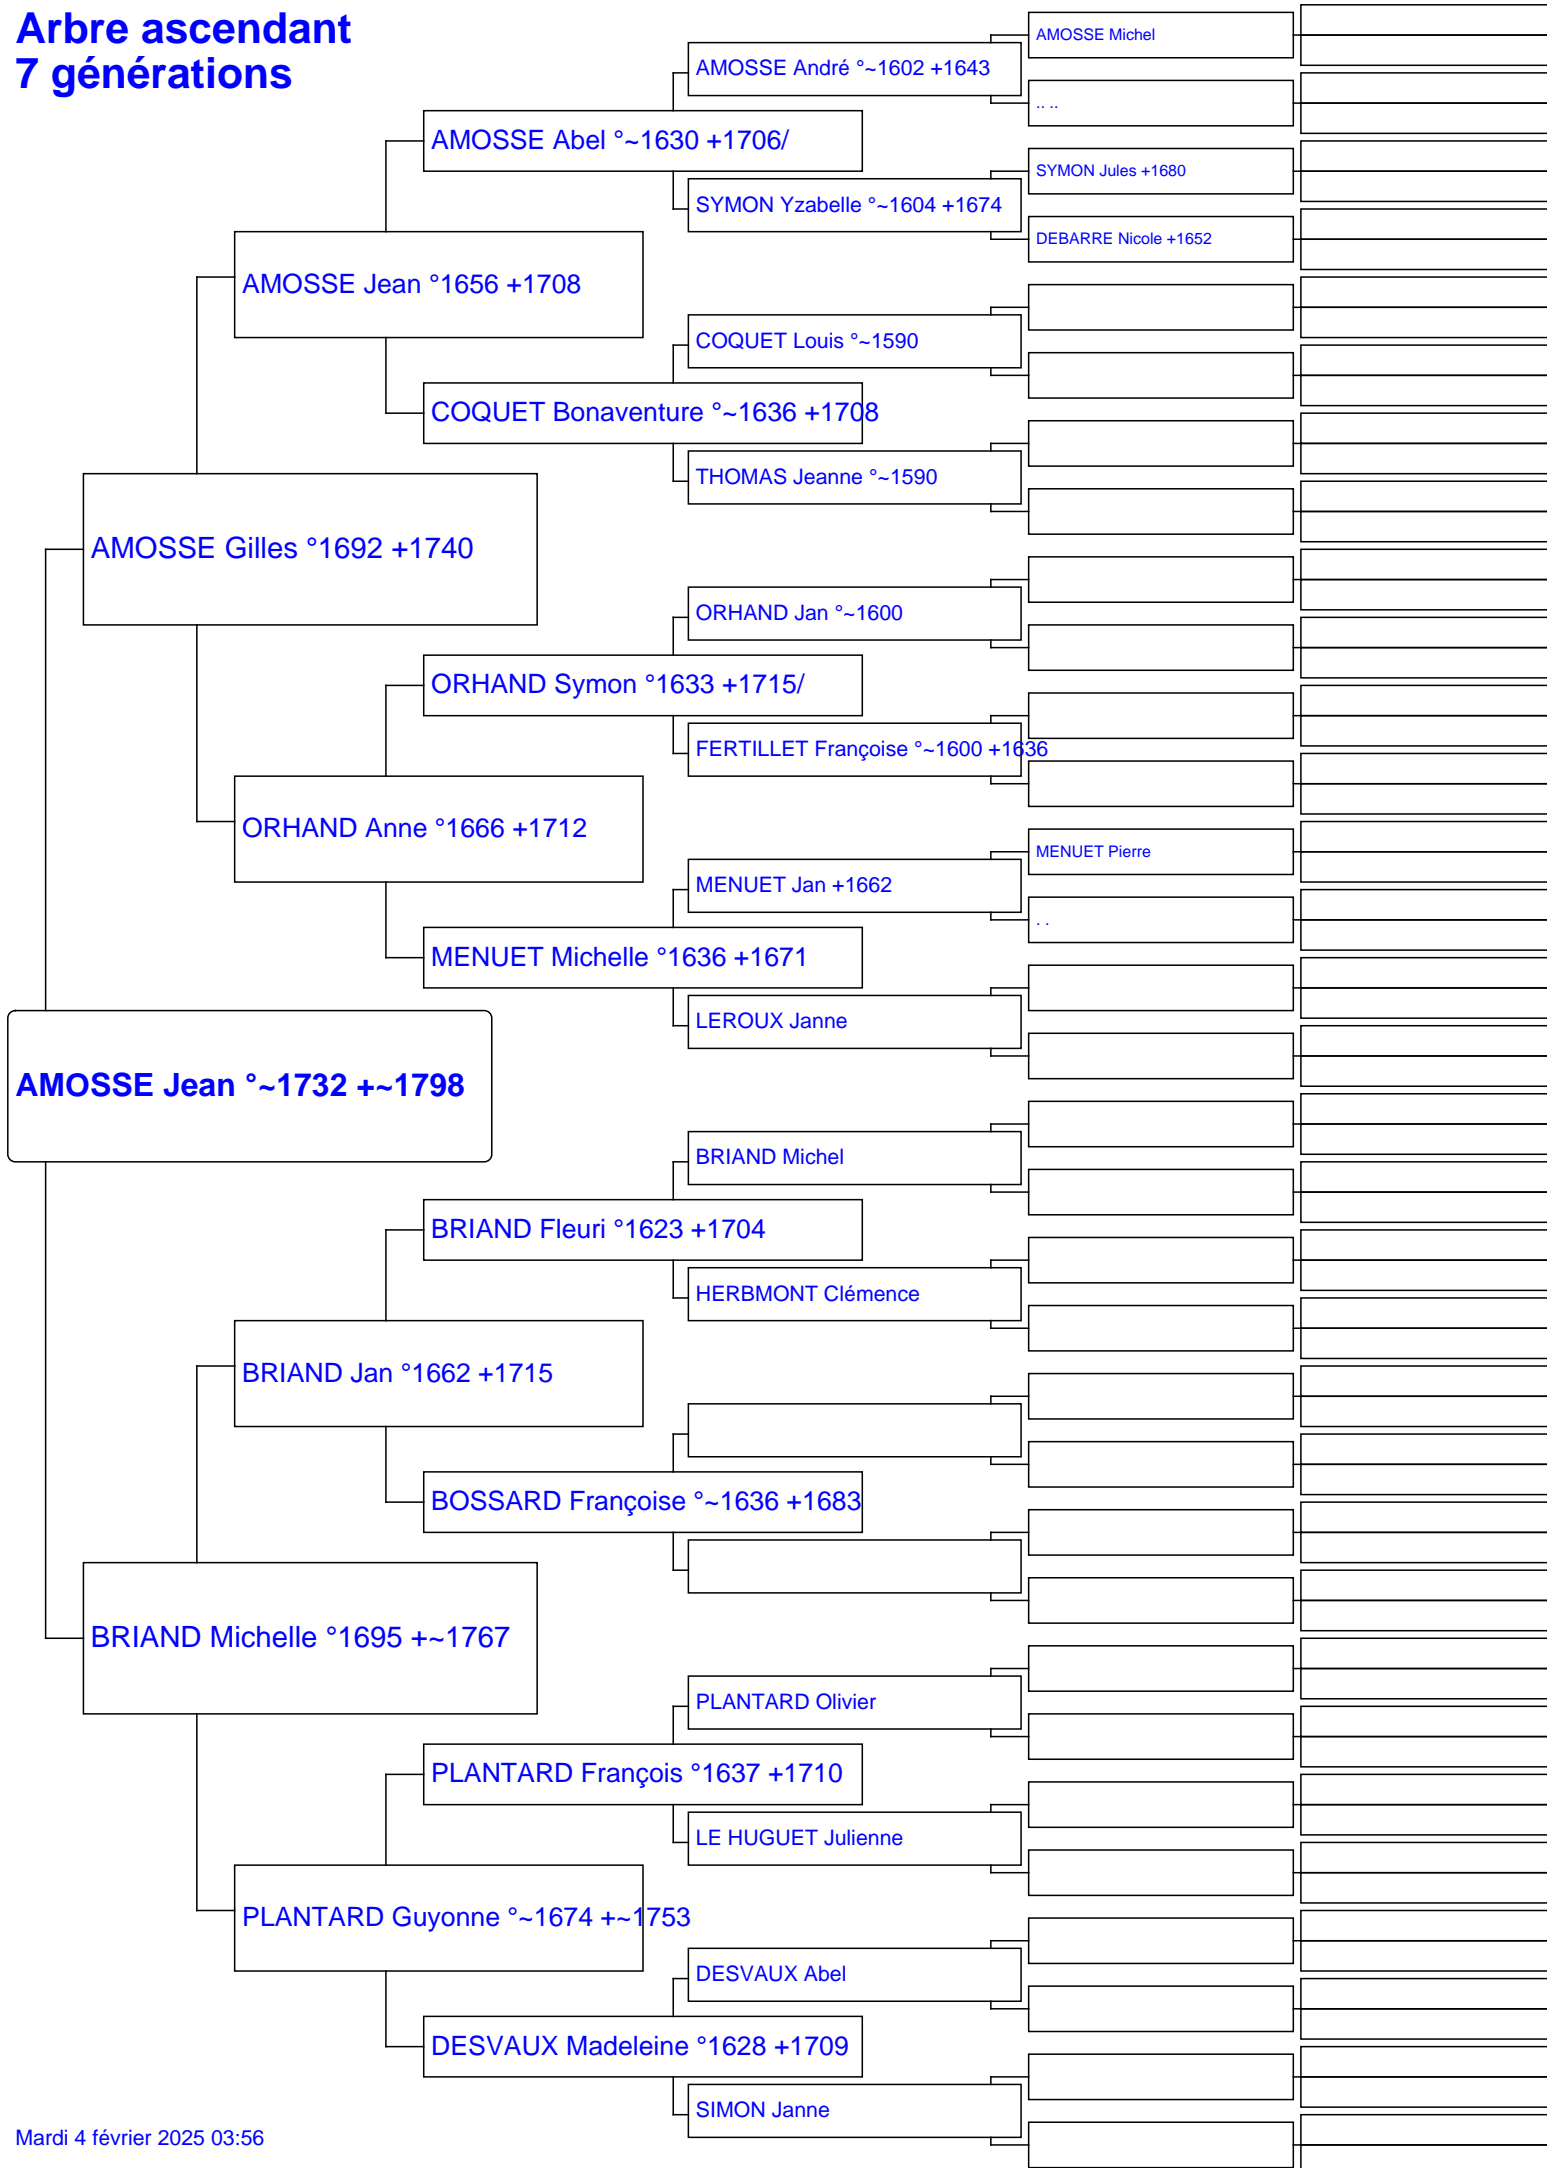 Arbre ascendant
7 générations
AMOSSE Michel
AMOSSE André °~1602 +1643
.. ..
AMOSSE Abel °~1630 +1706/
SYMON Jules +1680
SYMON Yzabelle °~1604 +1674
DEBARRE Nicole +1652
AMOSSE Jean °1656 +1708
COQUET Louis °~1590
COQUET Bonaventure °~1636 +1708
THOMAS Jeanne °~1590
AMOSSE Gilles °1692 +1740
ORHAND Jan °~1600
ORHAND Symon °1633 +1715/
FERTILLET Françoise °~1600 +1636
ORHAND Anne °1666 +1712
MENUET Pierre
MENUET Jan +1662
. .
MENUET Michelle °1636 +1671
LEROUX Janne
AMOSSE Jean °~1732 +~1798
BRIAND Michel
BRIAND Fleuri °1623 +1704
HERBMONT Clémence
BRIAND Jan °1662 +1715
BOSSARD Françoise °~1636 +1683
BRIAND Michelle °1695 +~1767
PLANTARD Olivier
PLANTARD François °1637 +1710
LE HUGUET Julienne
PLANTARD Guyonne °~1674 +~1753
DESVAUX Abel
DESVAUX Madeleine °1628 +1709
SIMON Janne
Mardi 4 février 2025 03:56